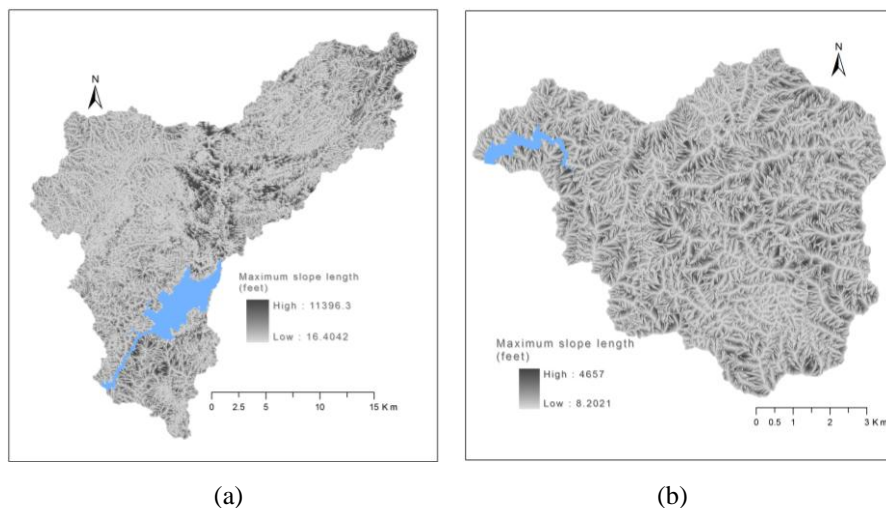 N
Maximum slope length
(feet)
High : 11396.3
Low : 16.4042
0 2.5 5 10 15 Km
(a)
N
Maximum slope length
(feet)
High : 4657
Low : 8.2021
0 0.5 1 2 3 Km
(b)